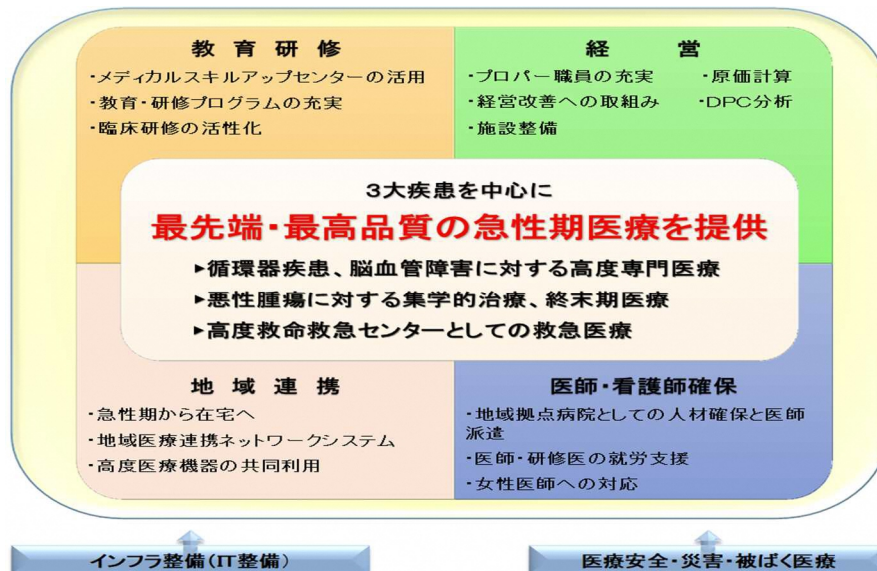 教育研修
・メディカルスキルアップセンターの活用
・教育・研修プログラムの充実
・臨床研修の活性化
経 営
・プロパー職員の充実 ・原価計算
・経営改善への取組み ・DPC分析
・施設整備
3大疾患を中心に
最先端・最高品質の急性期医療を提供
▸循環器疾患、脳血管障害に対する高度専門医療
▸悪性腫瘍に対する集学的治療、終末期医療
▸高度救命救急センターとしての救急医療
地域連携
・急性期から在宅へ
・地域医療連携ネットワークシステム
・高度医療機器の共同利用
医師・看護師確保
・地域拠点病院としての人材確保と医師
派遣
・医師・研修医の就労支援
・女性医師への対応
インフラ整備(IT整備)
医療安全・災害・被ばく医療